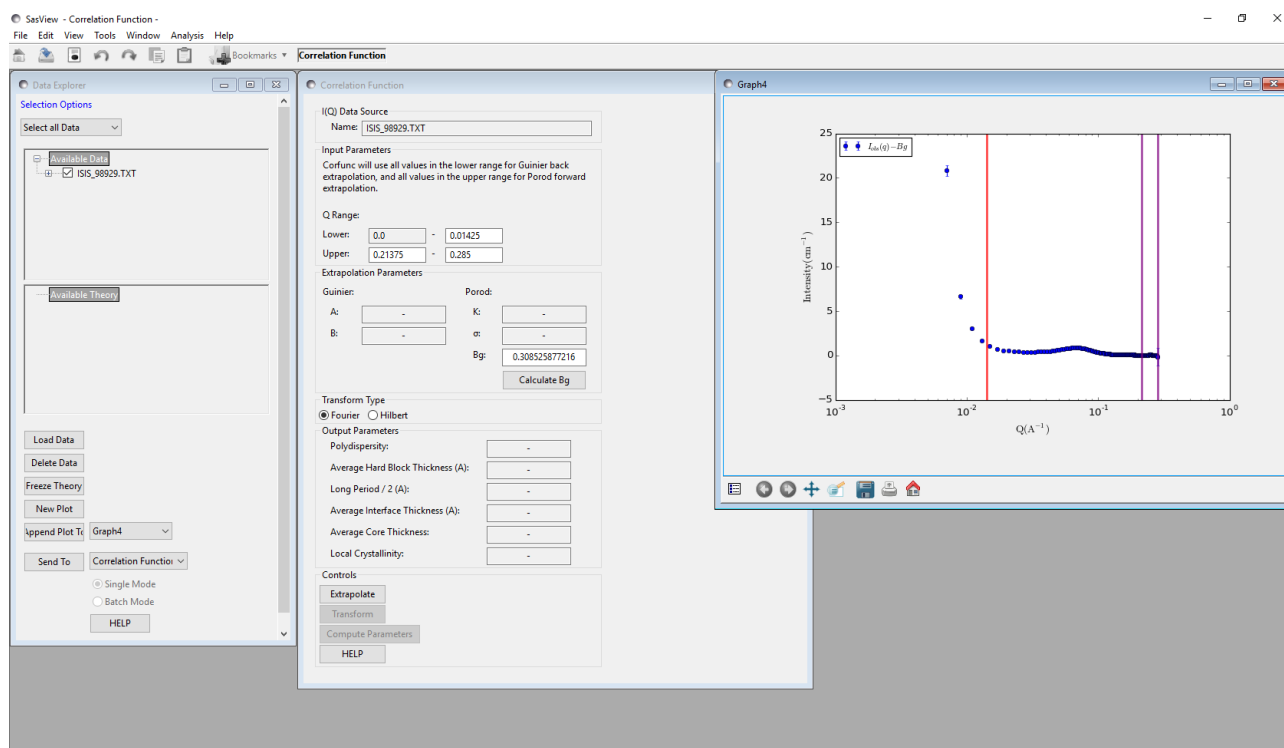 SasView - Correlation Function -
File Edit View Tools Window Analysis Help
Bookmarks Correlation Function
Data Explorer
Selection Options
Select all Data
Available Data
ISIS_98929.TXT
Available Theory
Load Data
Delete Data
Freeze Theory
New Plot
Append Plot To Graph4
Send To Correlation Function
Single Mode
Batch Mode
HELP
Correlation Function
I(Q) Data Source
Name: ISIS_98929.TXT
Input Parameters
Corfunc will use all values in the lower range for Guinier back
extrapolation, and all values in the upper range for Porod forward
extrapolation.
Q Range:
Lower: 0.0 - 0.01425
Upper: 0.21375 - 0.285
Extrapolation Parameters
Guinier: Porod:
A: - K: -
B: - σ: -
Bg: 0.308525877216
Calculate Bg
Transform Type
Fourier Hilbert
Output Parameters
Polydispersity: -
Average Hard Block Thickness (A): -
Long Period / 2 (A): -
Average Interface Thickness (A): -
Average Core Thickness: -
Local Crystallinity: -
Controls
Extrapolate
Transform
Compute Parameters
HELP
Graph4
I_obs(q)−Bg
25
20
15
10
5
0
−5
Intensity(cm⁻¹)
10⁻³ 10⁻² 10⁻¹ 10⁰
Q(A⁻¹)